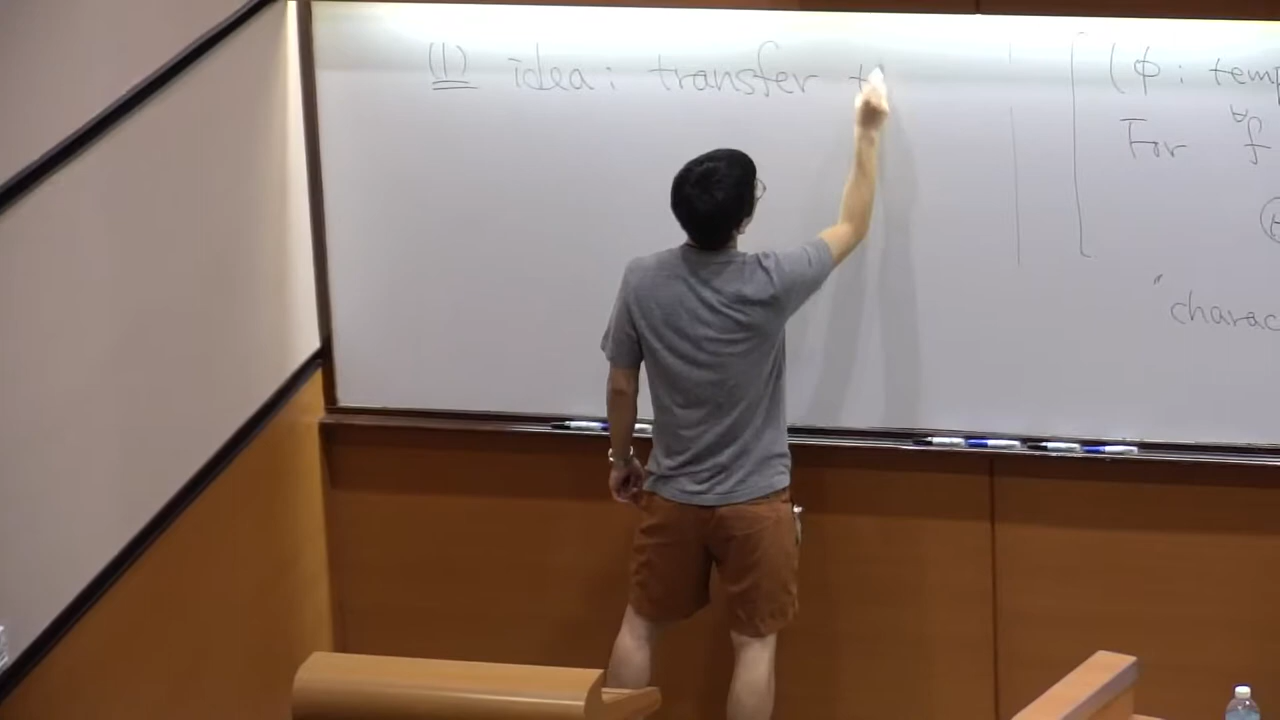 (1) idea: transfer t
(φ: temp
For ∀f
"charac